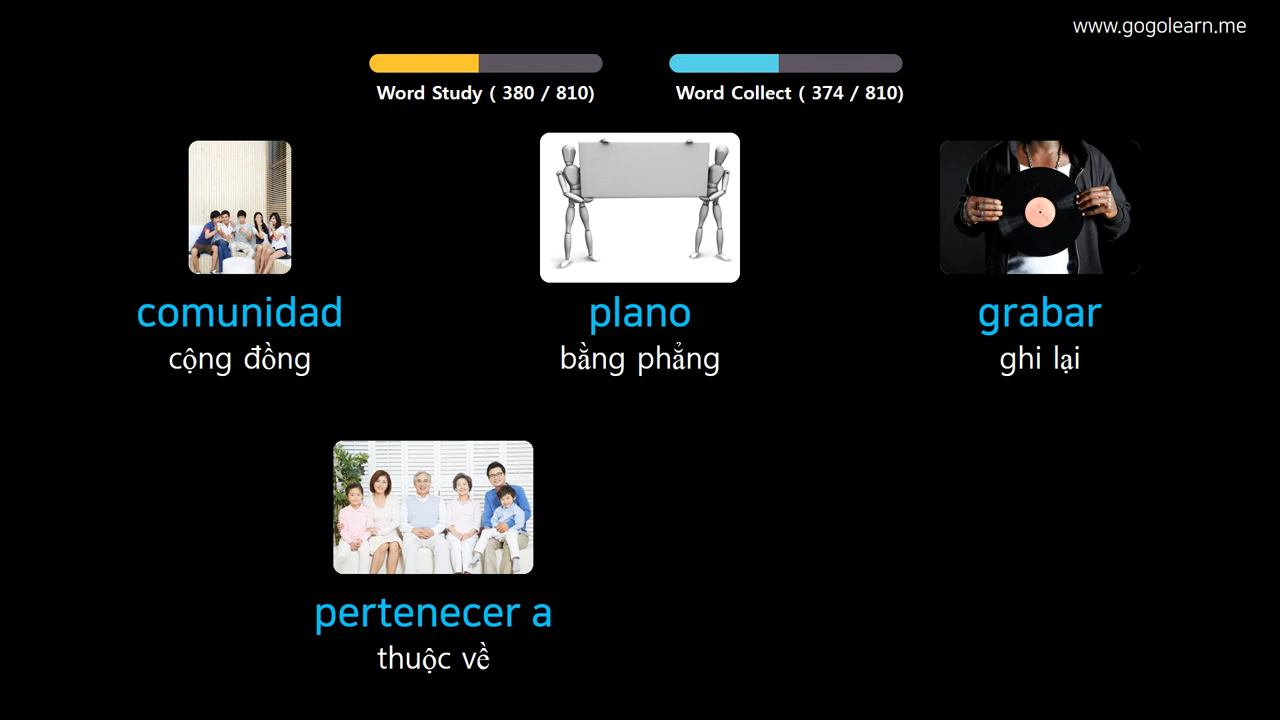 www.gogolearn.me
Word Study ( 380 / 810)
Word Collect ( 374 / 810)
comunidad
cộng đồng
plano
bằng phẳng
grabar
ghi lại
pertenecer a
thuộc về